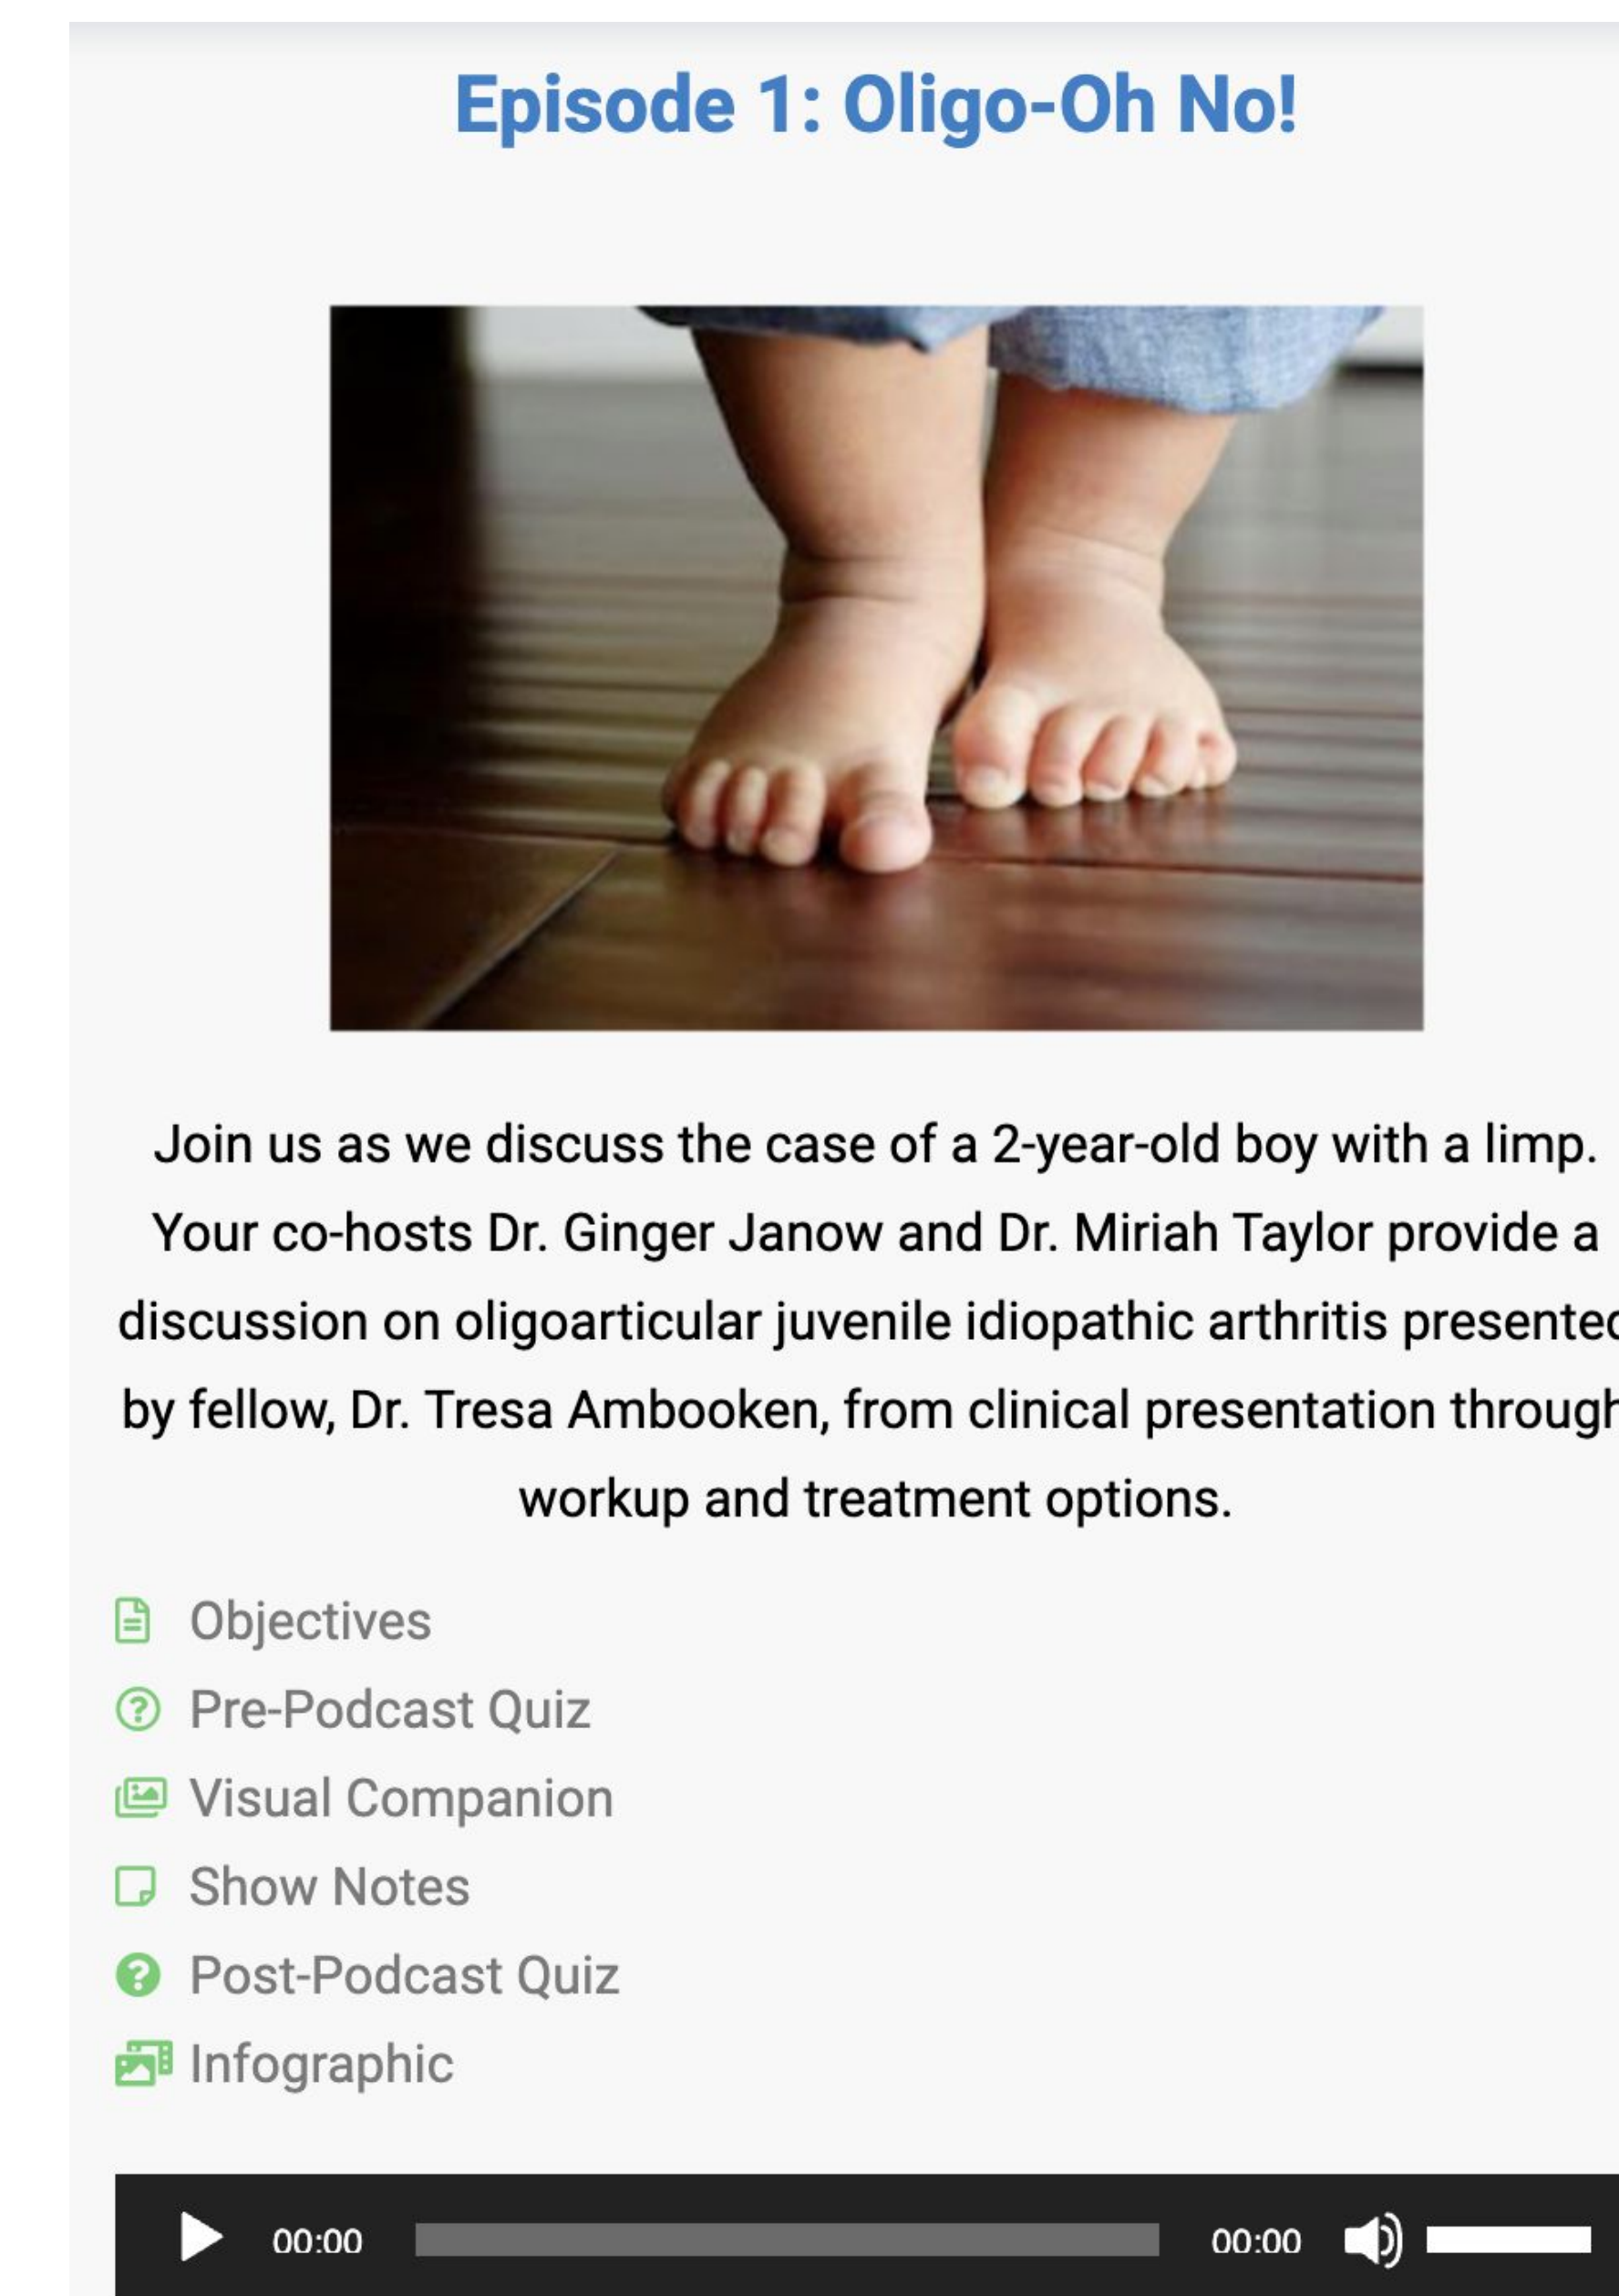 Episode 1: Oligo-Oh No!
Join us as we discuss the case of a 2-year-old boy with a limp.
Your co-hosts Dr. Ginger Janow and Dr. Miriah Taylor provide a
discussion on oligoarticular juvenile idiopathic arthritis presented
by fellow, Dr. Tresa Ambooken, from clinical presentation through
workup and treatment options.
Objectives
Pre-Podcast Quiz
Visual Companion
Show Notes
Post-Podcast Quiz
Infographic
00:00 00:00